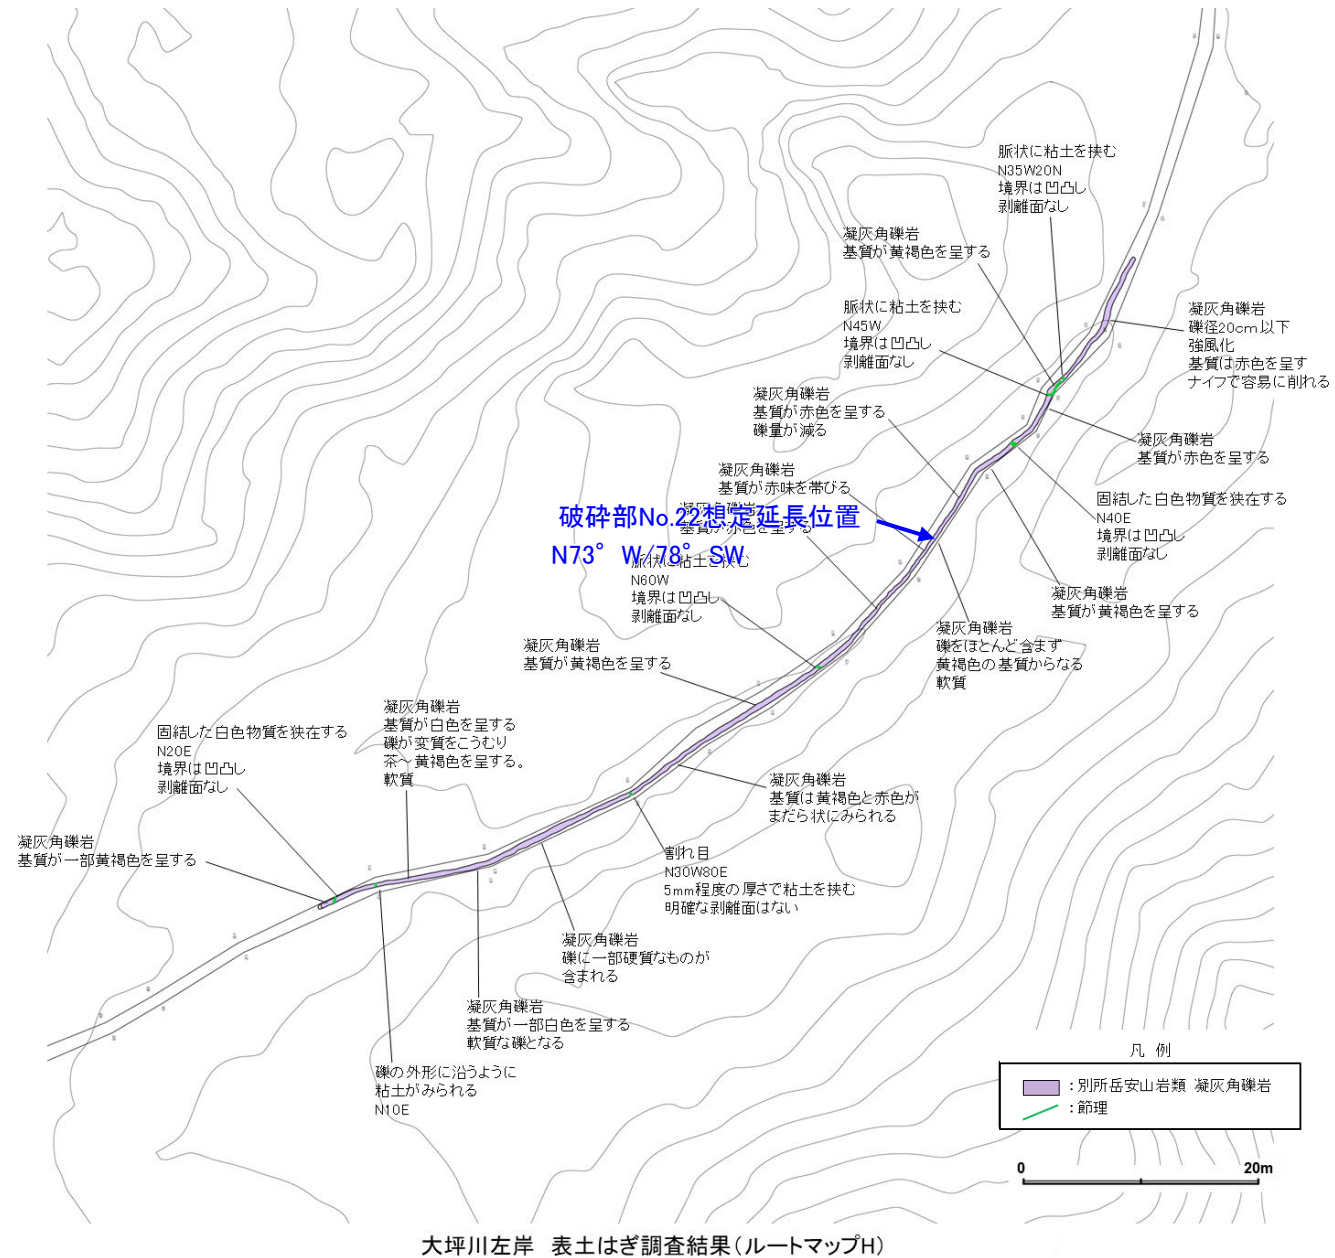 脈状に粘土を挟む
N35W20N
境界は凹凸し
剥離面なし
凝灰角礫岩
基質が黄褐色を呈する
脈状に粘土を挟む
N45W
境界は凹凸し
剥離面なし
凝灰角礫岩
礫径20cm以下
強風化
基質は赤色を呈す
ナイフで容易に削れる
凝灰角礫岩
基質が赤色を呈する
礫量が減る
凝灰角礫岩
基質が赤色を呈する
凝灰角礫岩
基質が赤味を帯びる
固結した白色物質を狭在する
N40E
境界は凹凸し
剥離面なし
凝灰角礫岩
基質が赤色を呈する
破砕部No.22想定延長位置
N73°W/78°SW
脈状に粘土を挟む
N60W
境界は凹凸し
剥離面なし
凝灰角礫岩
基質が黄褐色を呈する
凝灰角礫岩
礫をほとんど含まず
黄褐色の基質からなる
軟質
凝灰角礫岩
基質が黄褐色を呈する
凝灰角礫岩
基質が白色を呈する
礫が変質をこうむり
茶～黄褐色を呈する。
軟質
固結した白色物質を狭在する
N20E
境界は凹凸し
剥離面なし
凝灰角礫岩
基質は黄褐色と赤色が
まだら状にみられる
凝灰角礫岩
基質が一部黄褐色を呈する
割れ目
N30W80E
5mm程度の厚さで粘土を挟む
明確な剥離面はない
凝灰角礫岩
礫に一部硬質なものが
含まれる
凝灰角礫岩
基質が一部白色を呈する
軟質な礫となる
礫の外形に沿うように
粘土がみられる
N10E
凡 例
：別所岳安山岩類 凝灰角礫岩
：節理
0 20m
大坪川左岸 表土はぎ調査結果（ルートマップH）